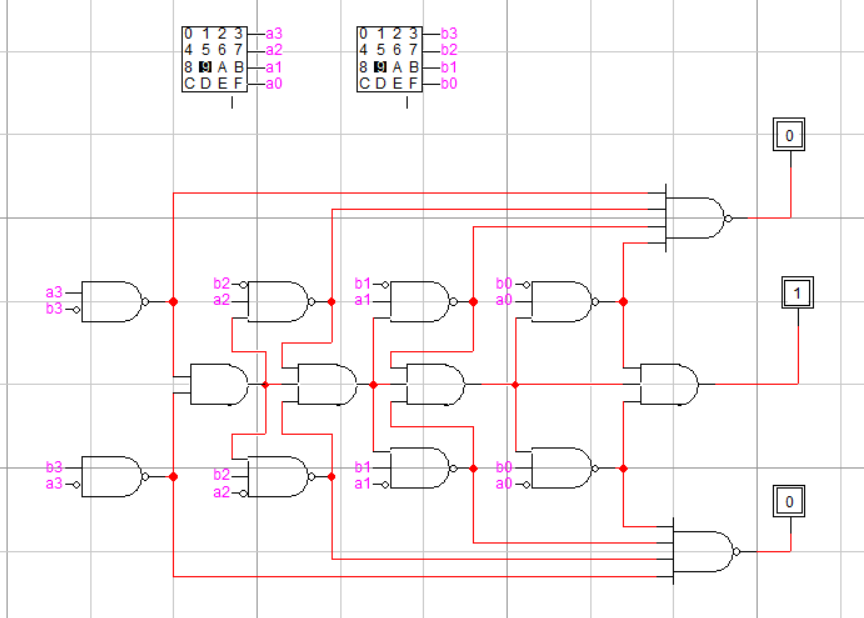 0 1 2 3 a3
4 5 6 7 a2
8 9 A B a1
C D E F a0
0 1 2 3 b3
4 5 6 7 b2
8 9 A B b1
C D E F b0
0
a3
b3
b2
a2
b1
a1
b0
a0
1
b3
a3
b2
a2
b1
a1
b0
a0
0